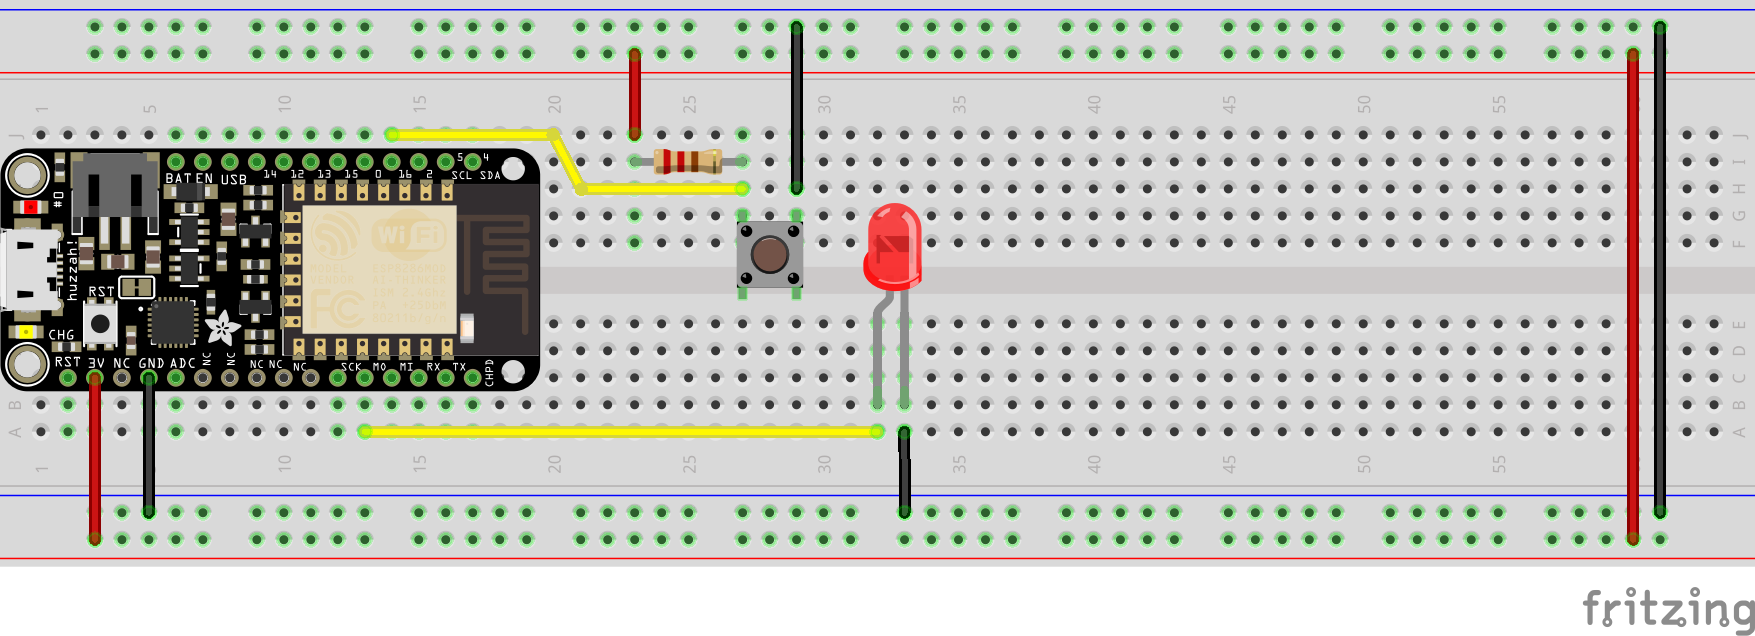 1 5 10 15 20 25 30 35 40 45 50 55
J J
I I
H H
G G
F F
5 4
BAT EN USB 14 12 13 15 0 16 2 SCL SDA
#0
WiFi
FC
huzzah!
RST
CHG
RST 3V NC GND ADC NC NC NC NC NC SCK MO MI RX TX CHPD
E E
D D
C C
B B
A A
1 10 15 20 25 30 35 40 45 50 55
fritzing